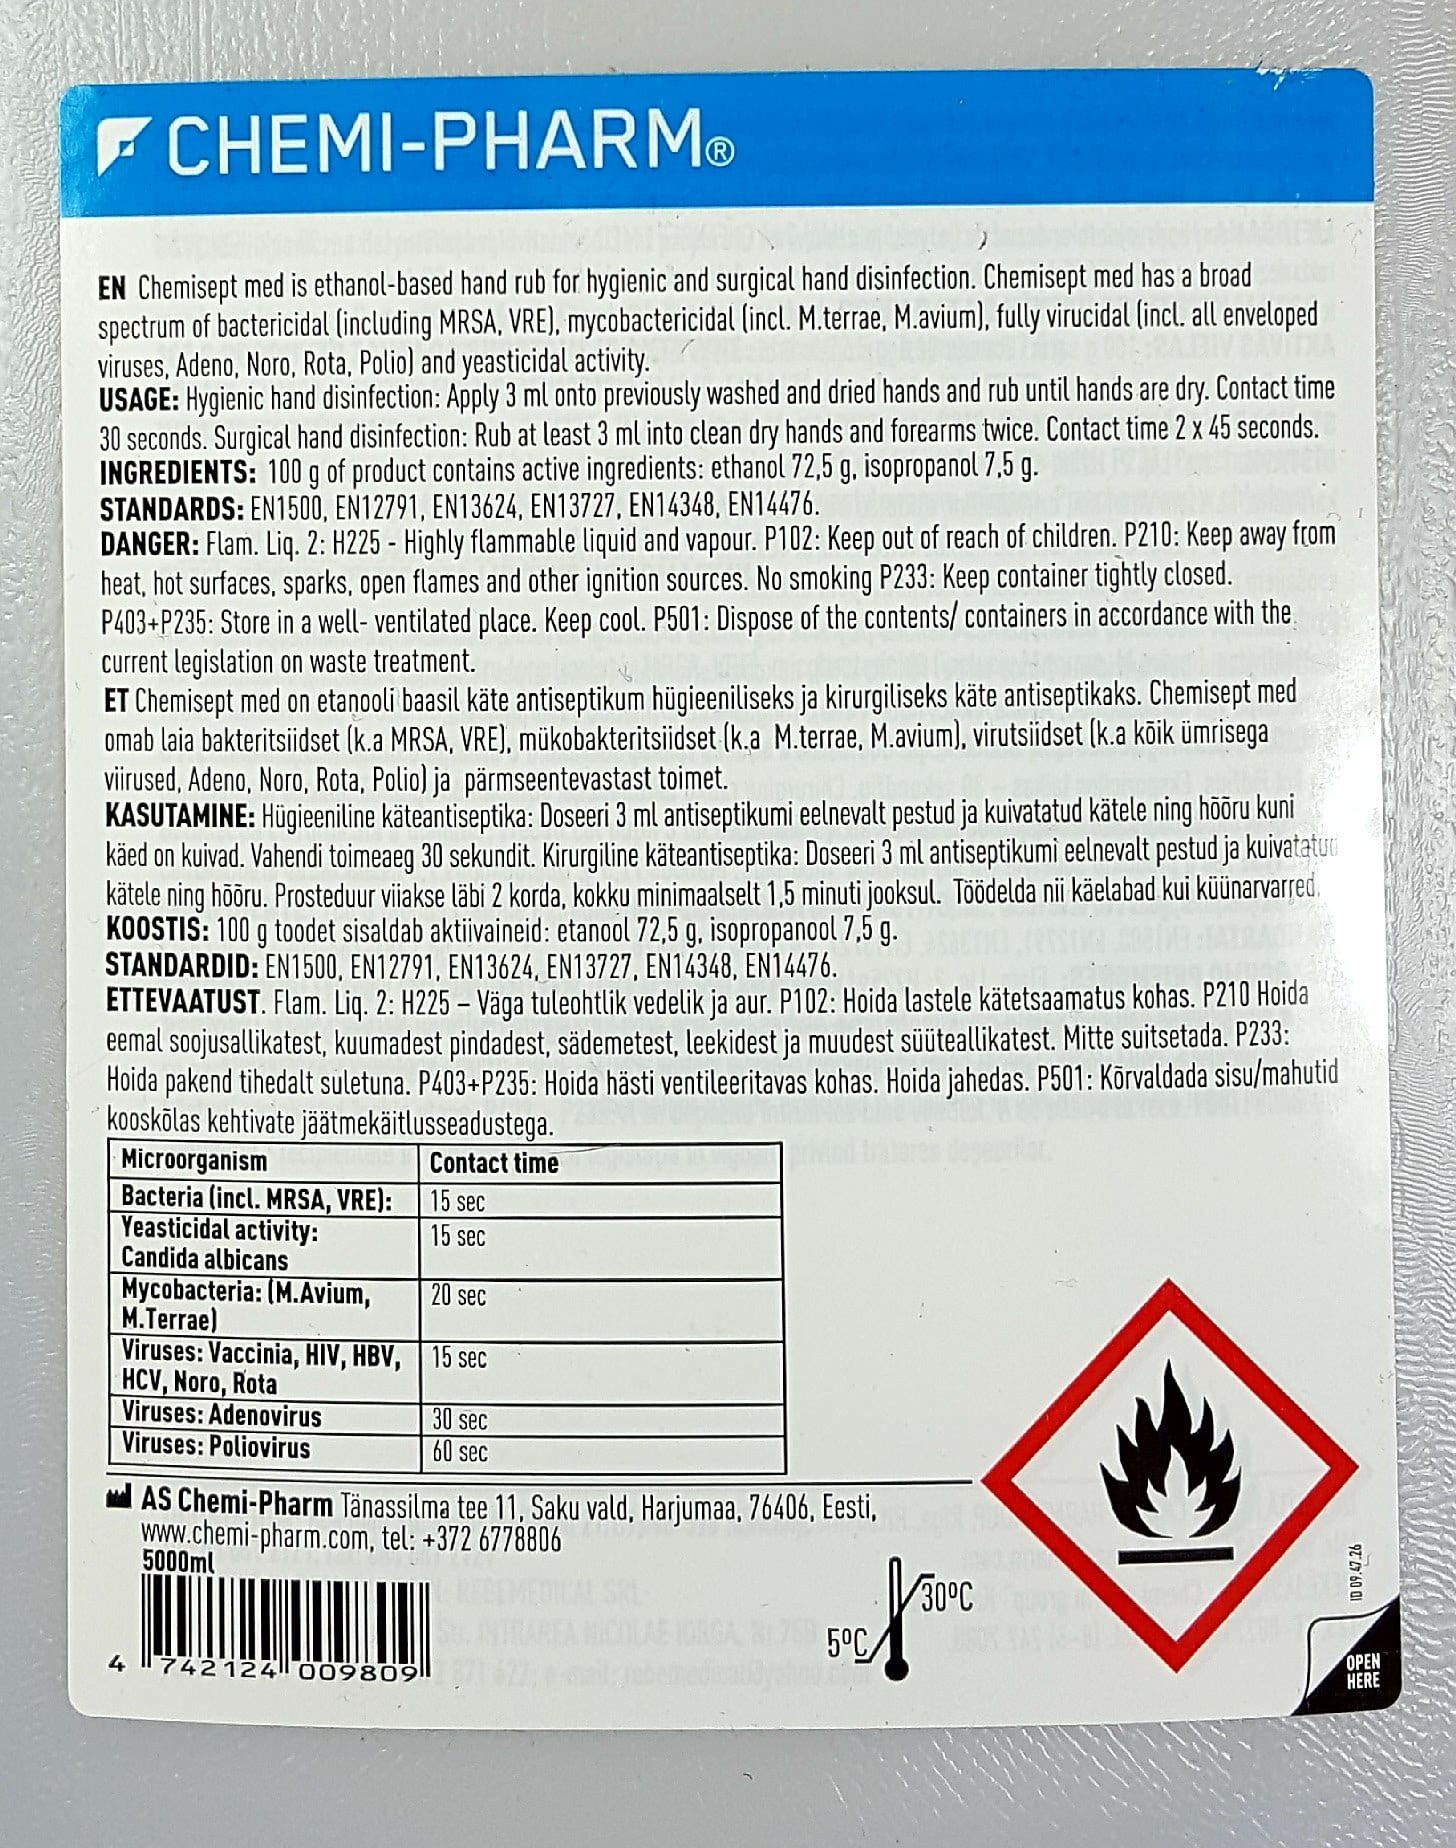 CHEMI-PHARM®
EN Chemisept med is ethanol-based hand rub for hygienic and surgical hand disinfection. Chemisept med has a broad
spectrum of bactericidal (including MRSA, VRE), mycobactericidal (incl. M.terrae, M.avium), fully virucidal (incl. all enveloped
viruses, Adeno, Noro, Rota, Polio) and yeasticidal activity.
USAGE: Hygienic hand disinfection: Apply 3 ml onto previously washed and dried hands and rub until hands are dry. Contact time
30 seconds. Surgical hand disinfection: Rub at least 3 ml into clean dry hands and forearms twice. Contact time 2 x 45 seconds.
INGREDIENTS: 100 g of product contains active ingredients: ethanol 72,5 g, isopropanol 7,5 g.
STANDARDS: EN1500, EN12791, EN13624, EN13727, EN14348, EN14476.
DANGER: Flam. Liq. 2: H225 - Highly flammable liquid and vapour. P102: Keep out of reach of children. P210: Keep away from
heat, hot surfaces, sparks, open flames and other ignition sources. No smoking P233: Keep container tightly closed.
P403+P235: Store in a well- ventilated place. Keep cool. P501: Dispose of the contents/ containers in accordance with the
current legislation on waste treatment.
ET Chemisept med on etanooli baasil käte antiseptikum hügieeniliseks ja kirurgiliseks käte antiseptikaks. Chemisept med
omab laia bakteritsiidset (k.a MRSA, VRE), mükobakteritsiidset (k.a M.terrae, M.avium), virutsiidset (k.a kõik ümrisega
viirused, Adeno, Noro, Rota, Polio) ja pärmseentevastast toimet.
KASUTAMINE: Hügieeniline käteantiseptika: Doseeri 3 ml antiseptikumi eelnevalt pestud ja kuivatatud kätele ning hõõru kuni
käed on kuivad. Vahendi toimeaeg 30 sekundit. Kirurgiline käteantiseptika: Doseeri 3 ml antiseptikumi eelnevalt pestud ja kuivatatud
kätele ning hõõru. Prosteduur viiakse läbi 2 korda, kokku minimaalselt 1,5 minuti jooksul. Töödelda nii käelabad kui küünarvarred.
KOOSTIS: 100 g toodet sisaldab aktiivaineid: etanool 72,5 g, isopropanool 7,5 g.
STANDARDID: EN1500, EN12791, EN13624, EN13727, EN14348, EN14476.
ETTEVAATUST. Flam. Liq. 2: H225 – Väga tuleohtlik vedelik ja aur. P102: Hoida lastele kätetsaamatus kohas. P210 Hoida
eemal soojusallikatest, kuumadest pindadest, sädemetest, leekidest ja muudest süüteallikatest. Mitte suitsetada. P233:
Hoida pakend tihedalt suletuna. P403+P235: Hoida hästi ventileeritavas kohas. Hoida jahedas. P501: Kõrvaldada sisu/mahutid
kooskõlas kehtivate jäätmekäitlusseadustega.
Microorganism Contact time
Bacteria (incl. MRSA, VRE): 15 sec
Yeasticidal activity: 15 sec
Candida albicans
Mycobacteria: (M.Avium, 20 sec
M.Terrae)
Viruses: Vaccinia, HIV, HBV, 15 sec
HCV, Noro, Rota
Viruses: Adenovirus 30 sec
Viruses: Poliovirus 60 sec
AS Chemi-Pharm Tänassilma tee 11, Saku vald, Harjumaa, 76406, Eesti,
www.chemi-pharm.com, tel: +372 6778806
5000ml
4 742124 009809
5ºC
30ºC
ID 09.47.26
OPEN
HERE